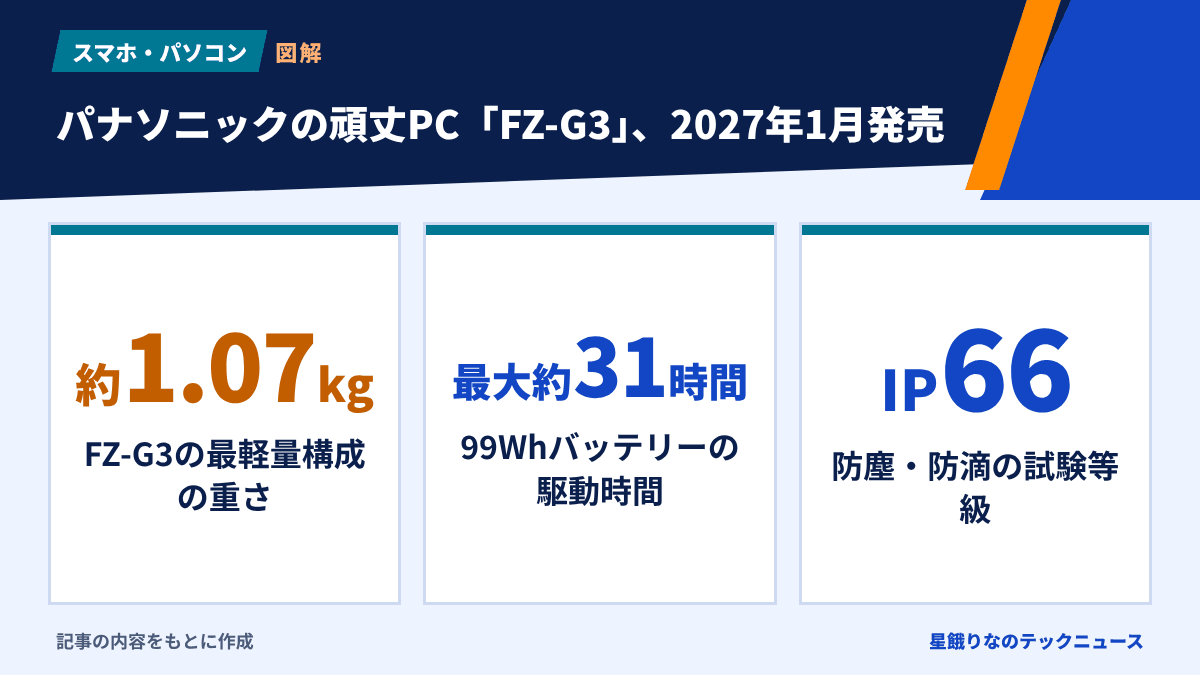 スマホ・パソコン 図解
パナソニックの頑丈PC「FZ-G3」、2027年1月発売
約1.07kg
FZ-G3の最軽量構成
の重さ
最大約31時間
99Whバッテリーの
駆動時間
IP66
防塵・防滴の試験等
級
記事の内容をもとに作成
星餓りなのテックニュース